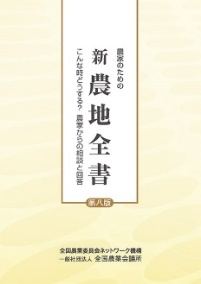 農家のための
新 農地全書
こんな時どうする? 農家からの相談と回答
第八版
全国農業委員会ネットワーク機構
一般社団法人 全国農業会議所